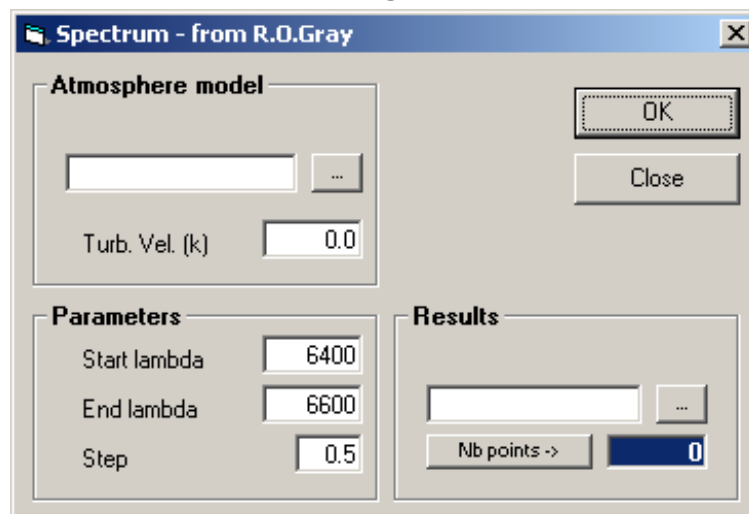 Spectrum - from R.O.Gray
Atmosphere model
OK
...
Close
Turb. Vel. (k) 0.0
Parameters
Start lambda 6400
End lambda 6600
Step 0.5
Results
...
Nb points -> 0